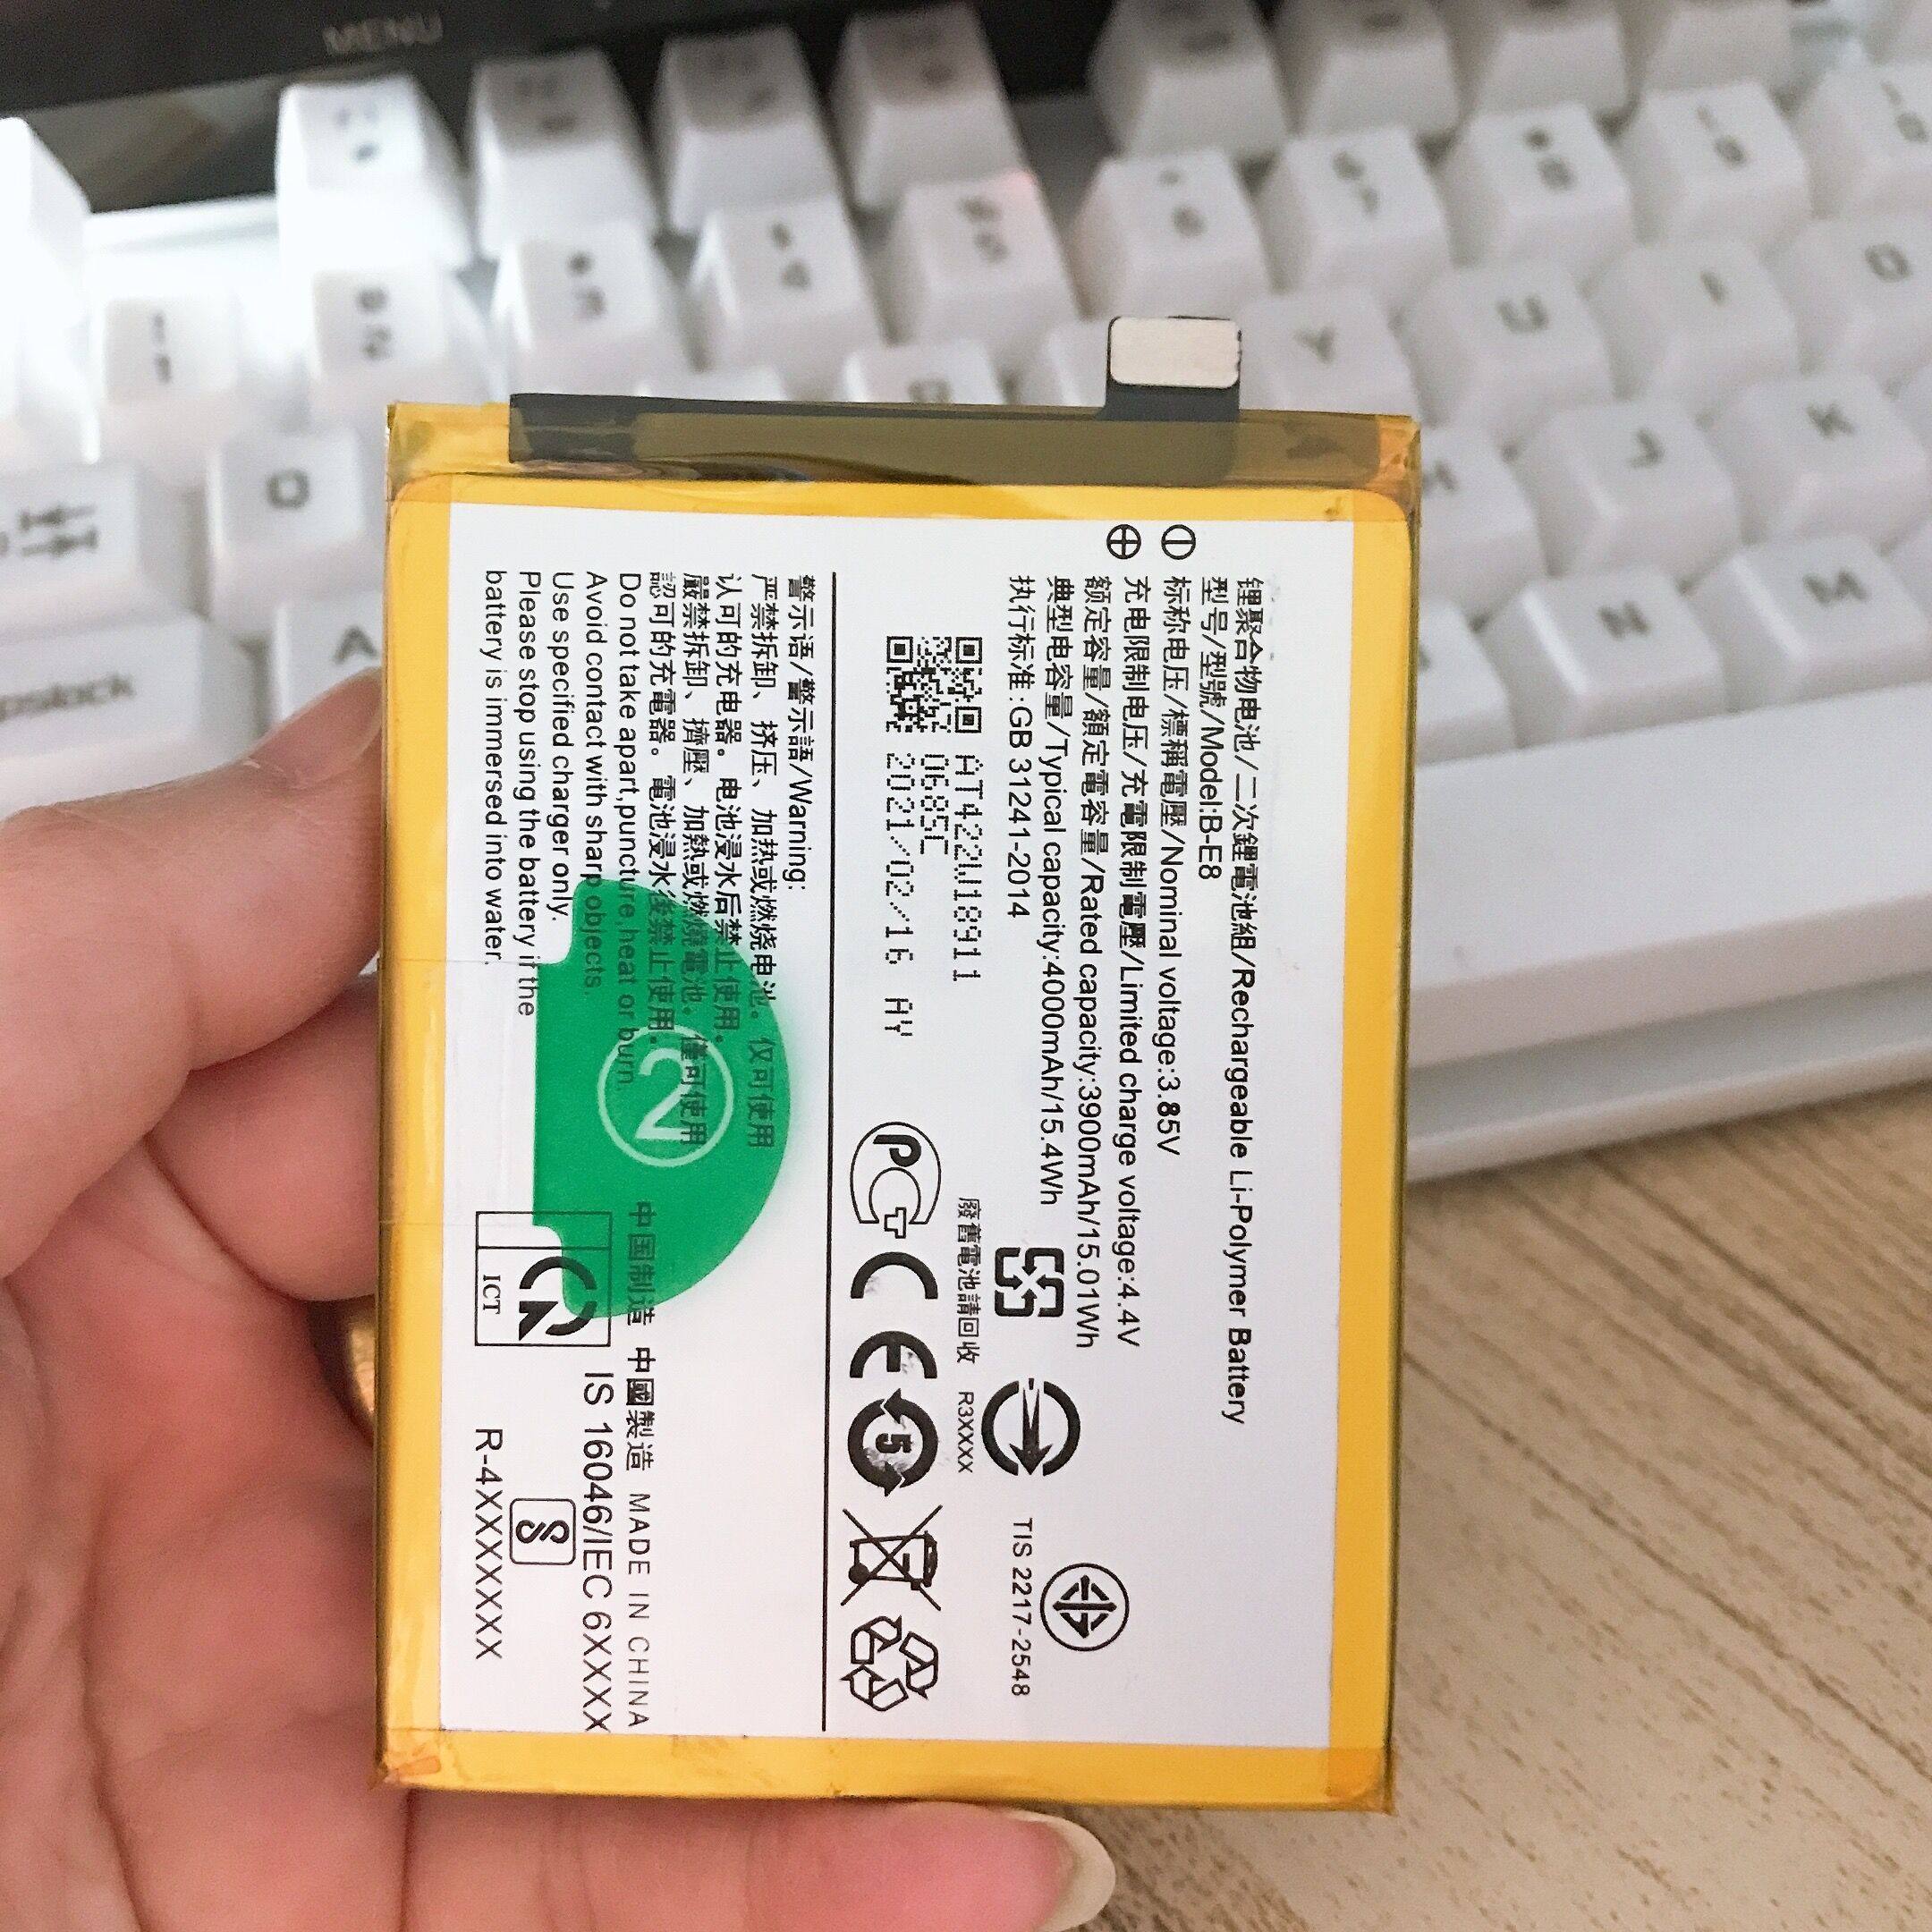 锂聚合物电池/二次鋰電池組/Rechargeable Li-Polymer Battery
型号/型號/Model:B-E8
标称电压/標稱電壓/Nominal voltage:3.85V
充电限制电压/充電限制電壓/Limited charge voltage:4.4V
额定容量/額定電容量/Rated capacity:3900mAh/15.01Wh
典型电容量/Typical capacity:4000mAh/15.4Wh
执行标准:GB 31241-2014
AT422W18911
0685C
2021/02/16 AY
TIS 2217-2548
廢舊電池請回收 R3XXXX
5
警示语/警示語/Warning:
严禁拆卸、挤压、加热或燃烧电池。仅可使用
认可的充电器。电池浸水后禁止使用。
嚴禁拆卸、擠壓、加熱或燃燒電池。僅可使用
認可的充電器。電池浸水後禁止使用。
Do not take apart,puncture,heat or burn.
Avoid contact with sharp objects.
Use specified charger only.
Please stop using the battery if the
battery is immersed into water.
②
中国制造 中國製造 MADE IN CHINA
IS 16046/IEC 6XXXX
ICT
R-4XXXXXXX
MENU
capslock